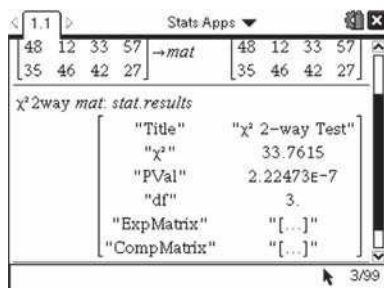 1.1 Stats Apps
48 12 33 57 →mat 48 12 33 57
35 46 42 27 35 46 42 27
χ²2way mat: stat.results
"Title" "χ² 2−way Test"
"χ²" 33.7615
"PVal" 2.22473E-7
"df" 3.
"ExpMatrix" "[...]"
"CompMatrix" "[...]"
3/99